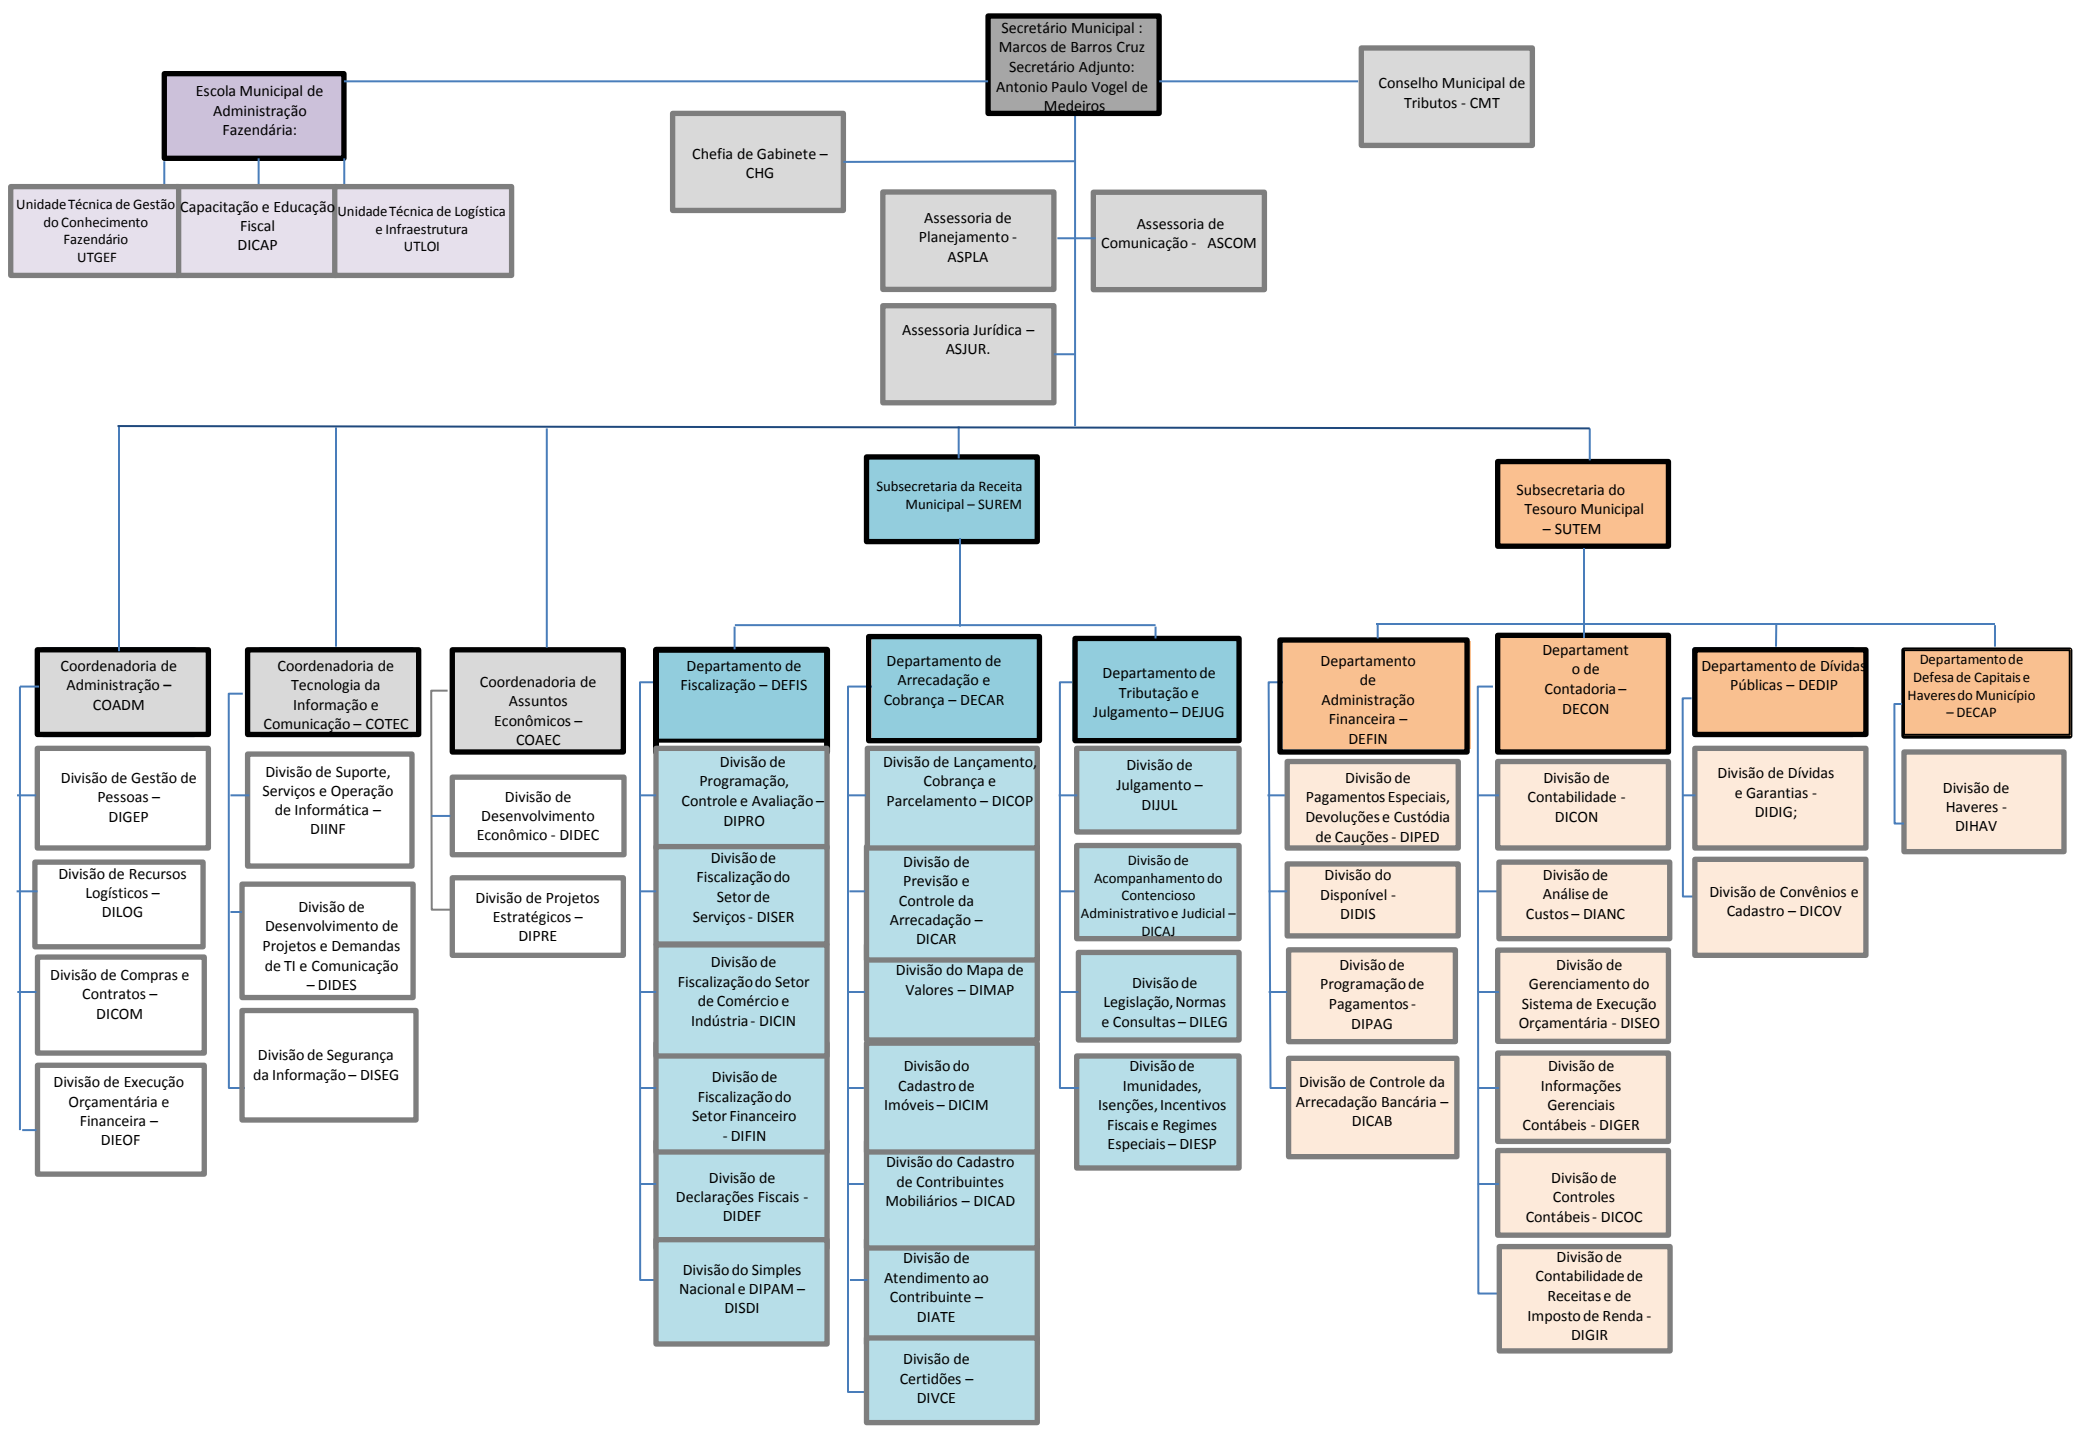 Secretário Municipal :
Marcos de Barros Cruz
Secretário Adjunto:
Antonio Paulo Vogel de
Medeiros
Escola Municipal de
Administração
Fazendária:
Conselho Municipal de
Tributos - CMT
Chefia de Gabinete –
CHG
Unidade Técnica de Gestão
do Conhecimento
Fazendário
UTGEF
Capacitação e Educação
Fiscal
DICAP
Unidade Técnica de Logística
e Infraestrutura
UTLOI
Assessoria de
Planejamento -
ASPLA
Assessoria de
Comunicação - ASCOM
Assessoria Jurídica –
ASJUR.
Subsecretaria da Receita
Municipal – SUREM
Subsecretaria do
Tesouro Municipal
– SUTEM
Coordenadoria de
Administração –
COADM
Coordenadoria de
Tecnologia da
Informação e
Comunicação – COTEC
Coordenadoria de
Assuntos
Econômicos –
COAEC
Departamento de
Fiscalização – DEFIS
Departamento de
Arrecadação e
Cobrança – DECAR
Departamento de
Tributação e
Julgamento – DEJUG
Departamento
de
Administração
Financeira –
DEFIN
Departament
o de
Contadoria –
DECON
Departamento de Dívidas
Públicas – DEDIP
Departamento de
Defesa de Capitais e
Haveres do Município
– DECAP
Divisão de Gestão de
Pessoas –
DIGEP
Divisão de Recursos
Logísticos –
DILOG
Divisão de Compras e
Contratos –
DICOM
Divisão de Execução
Orçamentária e
Financeira –
DIEOF
Divisão de Suporte,
Serviços e Operação
de Informática –
DIINF
Divisão de
Desenvolvimento de
Projetos e Demandas
de TI e Comunicação
– DIDES
Divisão de Segurança
da Informação – DISEG
Divisão de
Desenvolvimento
Econômico - DIDEC
Divisão de Projetos
Estratégicos –
DIPRE
Divisão de
Programação,
Controle e Avaliação –
DIPRO
Divisão de
Fiscalização do
Setor de
Serviços - DISER
Divisão de
Fiscalização do Setor
de Comércio e
Indústria - DICIN
Divisão de
Fiscalização do
Setor Financeiro
- DIFIN
Divisão de
Declarações Fiscais -
DIDEF
Divisão do Simples
Nacional e DIPAM –
DISDI
Divisão de Lançamento,
Cobrança e
Parcelamento – DICOP
Divisão de
Previsão e
Controle da
Arrecadação –
DICAR
Divisão do Mapa de
Valores – DIMAP
Divisão do
Cadastro de
Imóveis – DICIM
Divisão do Cadastro
de Contribuintes
Mobiliários – DICAD
Divisão de
Atendimento ao
Contribuinte –
DIATE
Divisão de
Certidões –
DIVCE
Divisão de
Julgamento –
DIJUL
Divisão de
Acompanhamento do
Contencioso
Administrativo e Judicial –
DICAJ
Divisão de
Legislação, Normas
e Consultas – DILEG
Divisão de
Imunidades,
Isenções, Incentivos
Fiscais e Regimes
Especiais – DIESP
Divisão de
Pagamentos Especiais,
Devoluções e Custódia
de Cauções - DIPED
Divisão do
Disponível -
DIDIS
Divisão de
Programação de
Pagamentos -
DIPAG
Divisão de Controle da
Arrecadação Bancária –
DICAB
Divisão de
Contabilidade -
DICON
Divisão de
Análise de
Custos – DIANC
Divisão de
Gerenciamento do
Sistema de Execução
Orçamentária - DISEO
Divisão de
Informações
Gerenciais
Contábeis - DIGER
Divisão de
Controles
Contábeis - DICOC
Divisão de
Contabilidade de
Receitas e de
Imposto de Renda -
DIGIR
Divisão de Dívidas
e Garantias -
DIDIG;
Divisão de Convênios e
Cadastro – DICOV
Divisão de
Haveres -
DIHAV